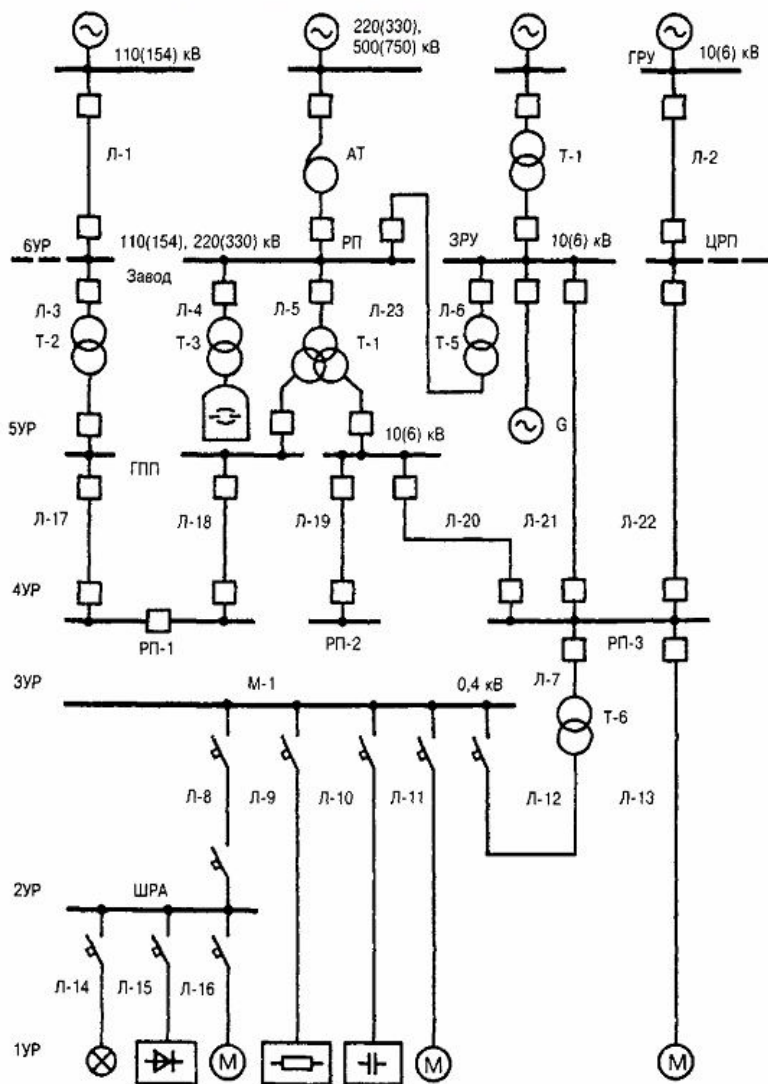 220(330),
110(154) кВ 500(750) кВ ГРУ 10(6) кВ
Л-1 АТ Т-1 Л-2
6УР 110(154), 220(330) кВ РП ЗРУ 10(6) кВ ЦРП
Завод
Л-3 Л-4 Л-5 Л-23 Л-6
Т-2 Т-3 Т-1 Т-5
5УР 10(6) кВ G
ГПП
Л-17 Л-18 Л-19 Л-20 Л-21 Л-22
4УР
РП-1 РП-2 РП-3
3УР М-1 0,4 кВ Л-7
Т-6
Л-8 Л-9 Л-10 Л-11 Л-12 Л-13
2УР ШРА
Л-14 Л-15 Л-16
1УР М М М